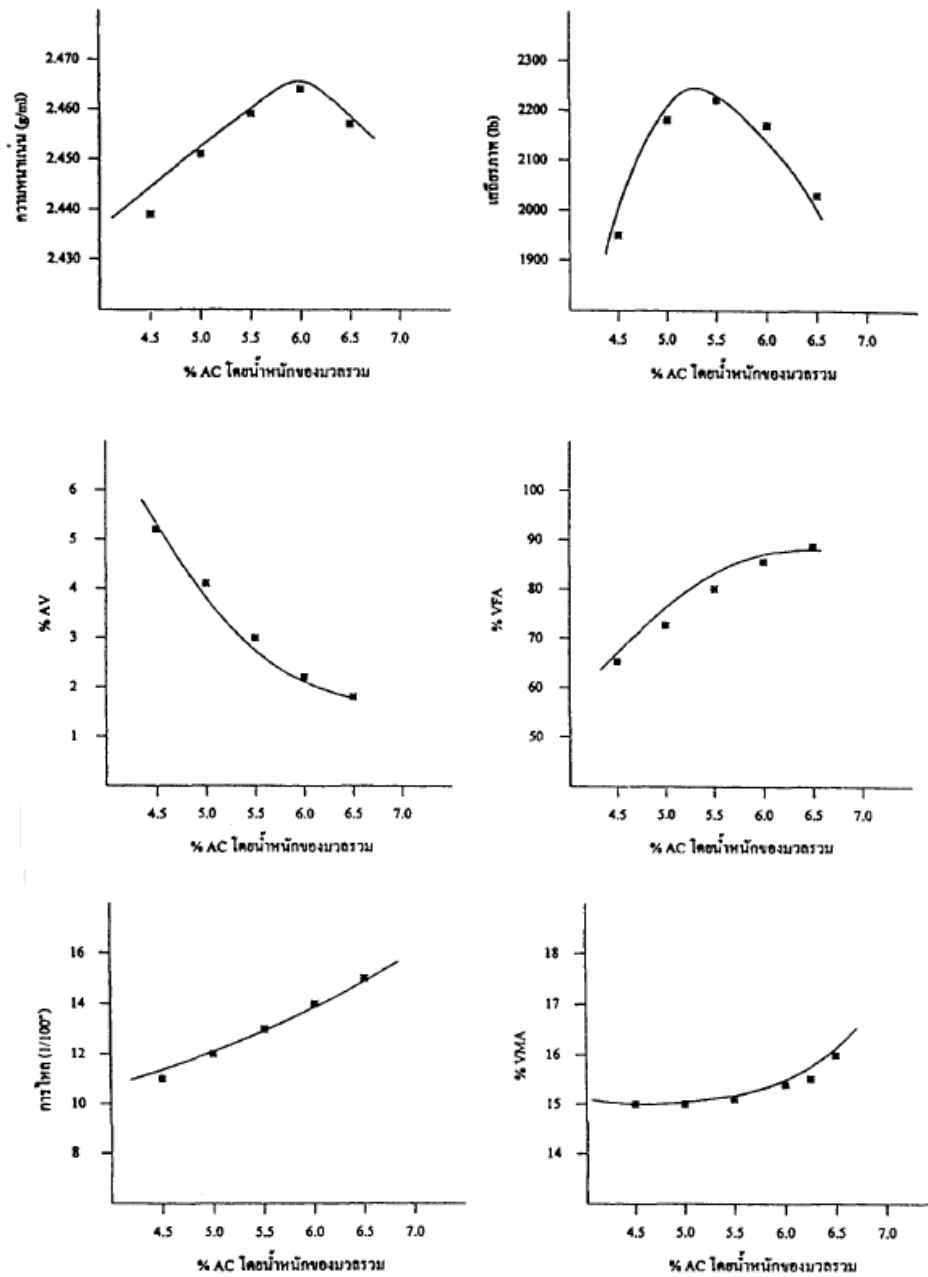 ความหนาแน่น (g/ml)
2.470
2.460
2.450
2.440
2.430
4.5 5.0 5.5 6.0 6.5 7.0
% AC โดยน้ำหนักของมวลรวม
เสถียรภาพ (lb)
2300
2200
2100
2000
1900
4.5 5.0 5.5 6.0 6.5 7.0
% AC โดยน้ำหนักของมวลรวม
% AV
6
5
4
3
2
1
4.5 5.0 5.5 6.0 6.5 7.0
% AC โดยน้ำหนักของมวลรวม
% VFA
100
90
80
70
60
50
4.5 5.0 5.5 6.0 6.5 7.0
% AC โดยน้ำหนักของมวลรวม
การไหล (1/100")
16
14
12
10
8
4.5 5.0 5.5 6.0 6.5 7.0
% AC โดยน้ำหนักของมวลรวม
% VMA
18
17
16
15
14
4.5 5.0 5.5 6.0 6.5 7.0
% AC โดยน้ำหนักของมวลรวม